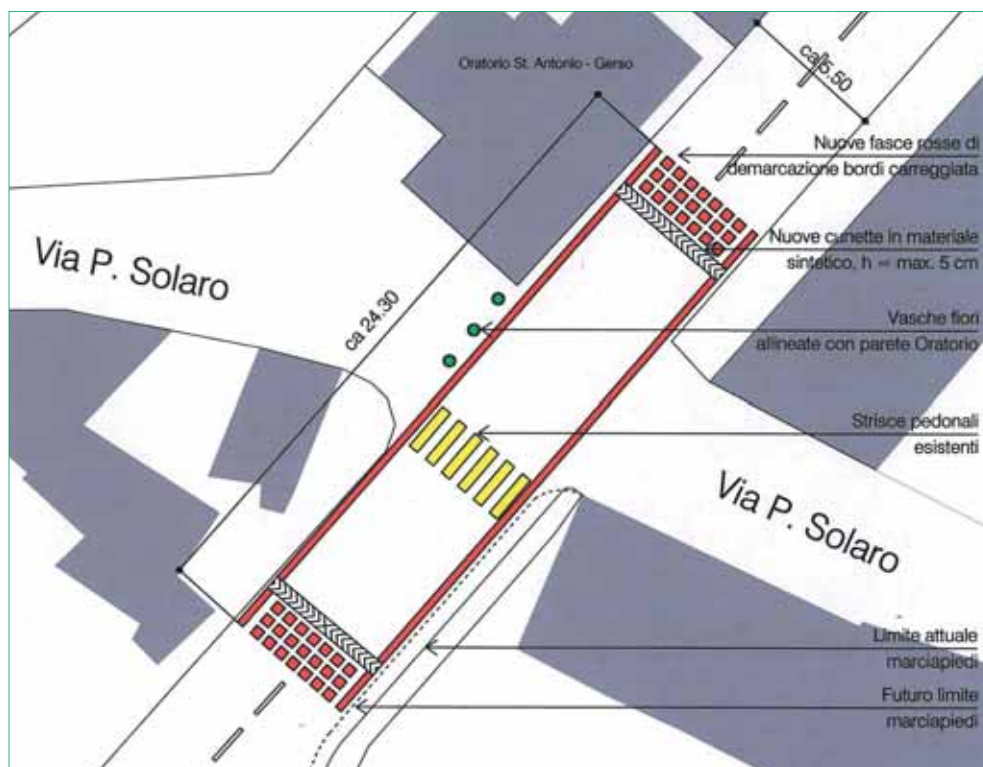 Oratorio St. Antonio - Gerso
ca 5.50
Nuove fasce rosse di
demarcazione bordi carreggiata
Via P. Solaro
Nuove cunette in materiale
sintetico, h = max. 5 cm
ca 24.30
Vasche fiori
allineate con parete Oratorio
Strisce pedonali
esistenti
Via P. Solaro
Limite attuale
marciapiedi
Futuro limite
marciapiedi